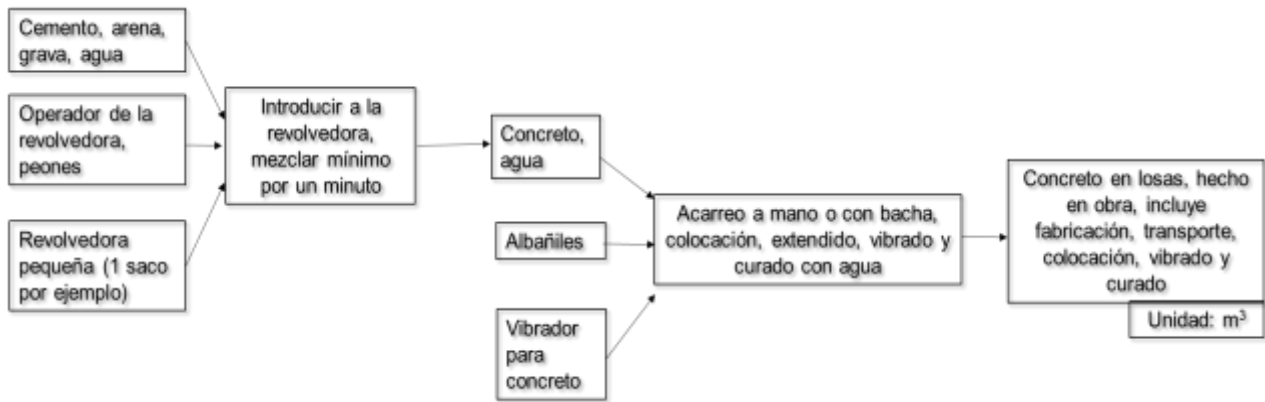 Cemento, arena,
grava, agua
Operador de la
revolvedora,
peones
Revolvedora
pequeña (1 saco
por ejemplo)
Introducir a la
revolvedora,
mezclar mínimo
por un minuto
Concreto,
agua
Albañiles
Vibrador
para
concreto
Acarreo a mano o con bacha,
colocación, extendido, vibrado y
curado con agua
Concreto en losas, hecho
en obra, incluye
fabricación, transporte,
colocación, vibrado y
curado
Unidad: m³